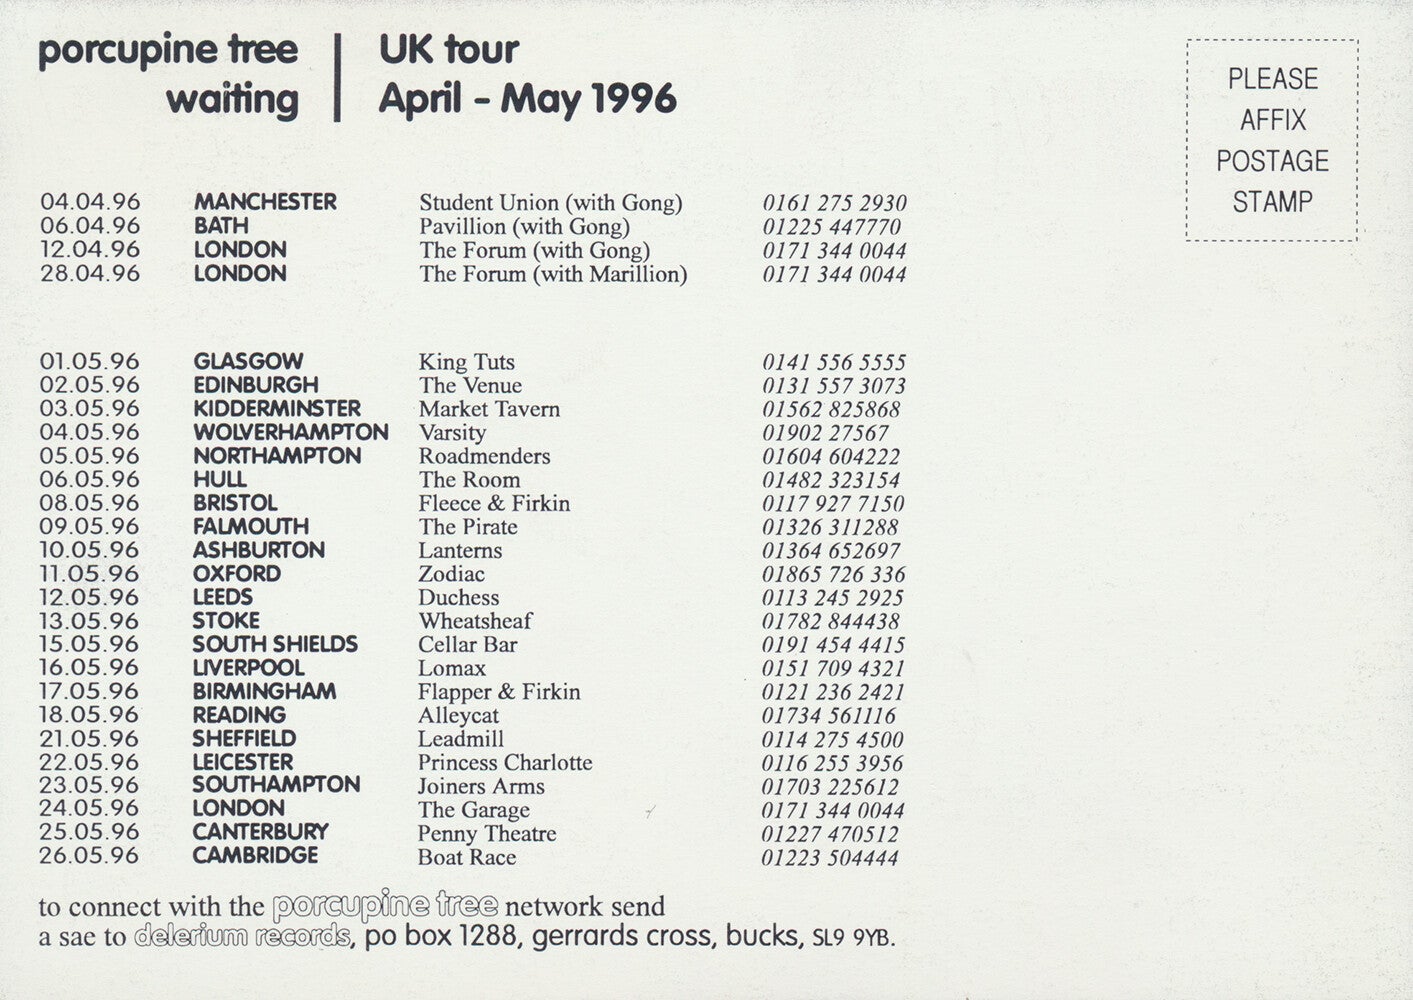 porcupine tree | UK tour
waiting | April - May 1996
PLEASE
AFFIX
POSTAGE
STAMP
04.04.96 MANCHESTER Student Union (with Gong) 0161 275 2930
06.04.96 BATH Pavillion (with Gong) 01225 447770
12.04.96 LONDON The Forum (with Gong) 0171 344 0044
28.04.96 LONDON The Forum (with Marillion) 0171 344 0044
01.05.96 GLASGOW King Tuts 0141 556 5555
02.05.96 EDINBURGH The Venue 0131 557 3073
03.05.96 KIDDERMINSTER Market Tavern 01562 825868
04.05.96 WOLVERHAMPTON Varsity 01902 27567
05.05.96 NORTHAMPTON Roadmenders 01604 604222
06.05.96 HULL The Room 01482 323154
08.05.96 BRISTOL Fleece & Firkin 0117 927 7150
09.05.96 FALMOUTH The Pirate 01326 311288
10.05.96 ASHBURTON Lanterns 01364 652697
11.05.96 OXFORD Zodiac 01865 726 336
12.05.96 LEEDS Duchess 0113 245 2925
13.05.96 STOKE Wheatsheaf 01782 844438
15.05.96 SOUTH SHIELDS Cellar Bar 0191 454 4415
16.05.96 LIVERPOOL Lomax 0151 709 4321
17.05.96 BIRMINGHAM Flapper & Firkin 0121 236 2421
18.05.96 READING Alleycat 01734 561116
21.05.96 SHEFFIELD Leadmill 0114 275 4500
22.05.96 LEICESTER Princess Charlotte 0116 255 3956
23.05.96 SOUTHAMPTON Joiners Arms 01703 225612
24.05.96 LONDON The Garage 0171 344 0044
25.05.96 CANTERBURY Penny Theatre 01227 470512
26.05.96 CAMBRIDGE Boat Race 01223 504444
to connect with the porcupine tree network send
a sae to delerium records, po box 1288, gerrards cross, bucks, SL9 9YB.